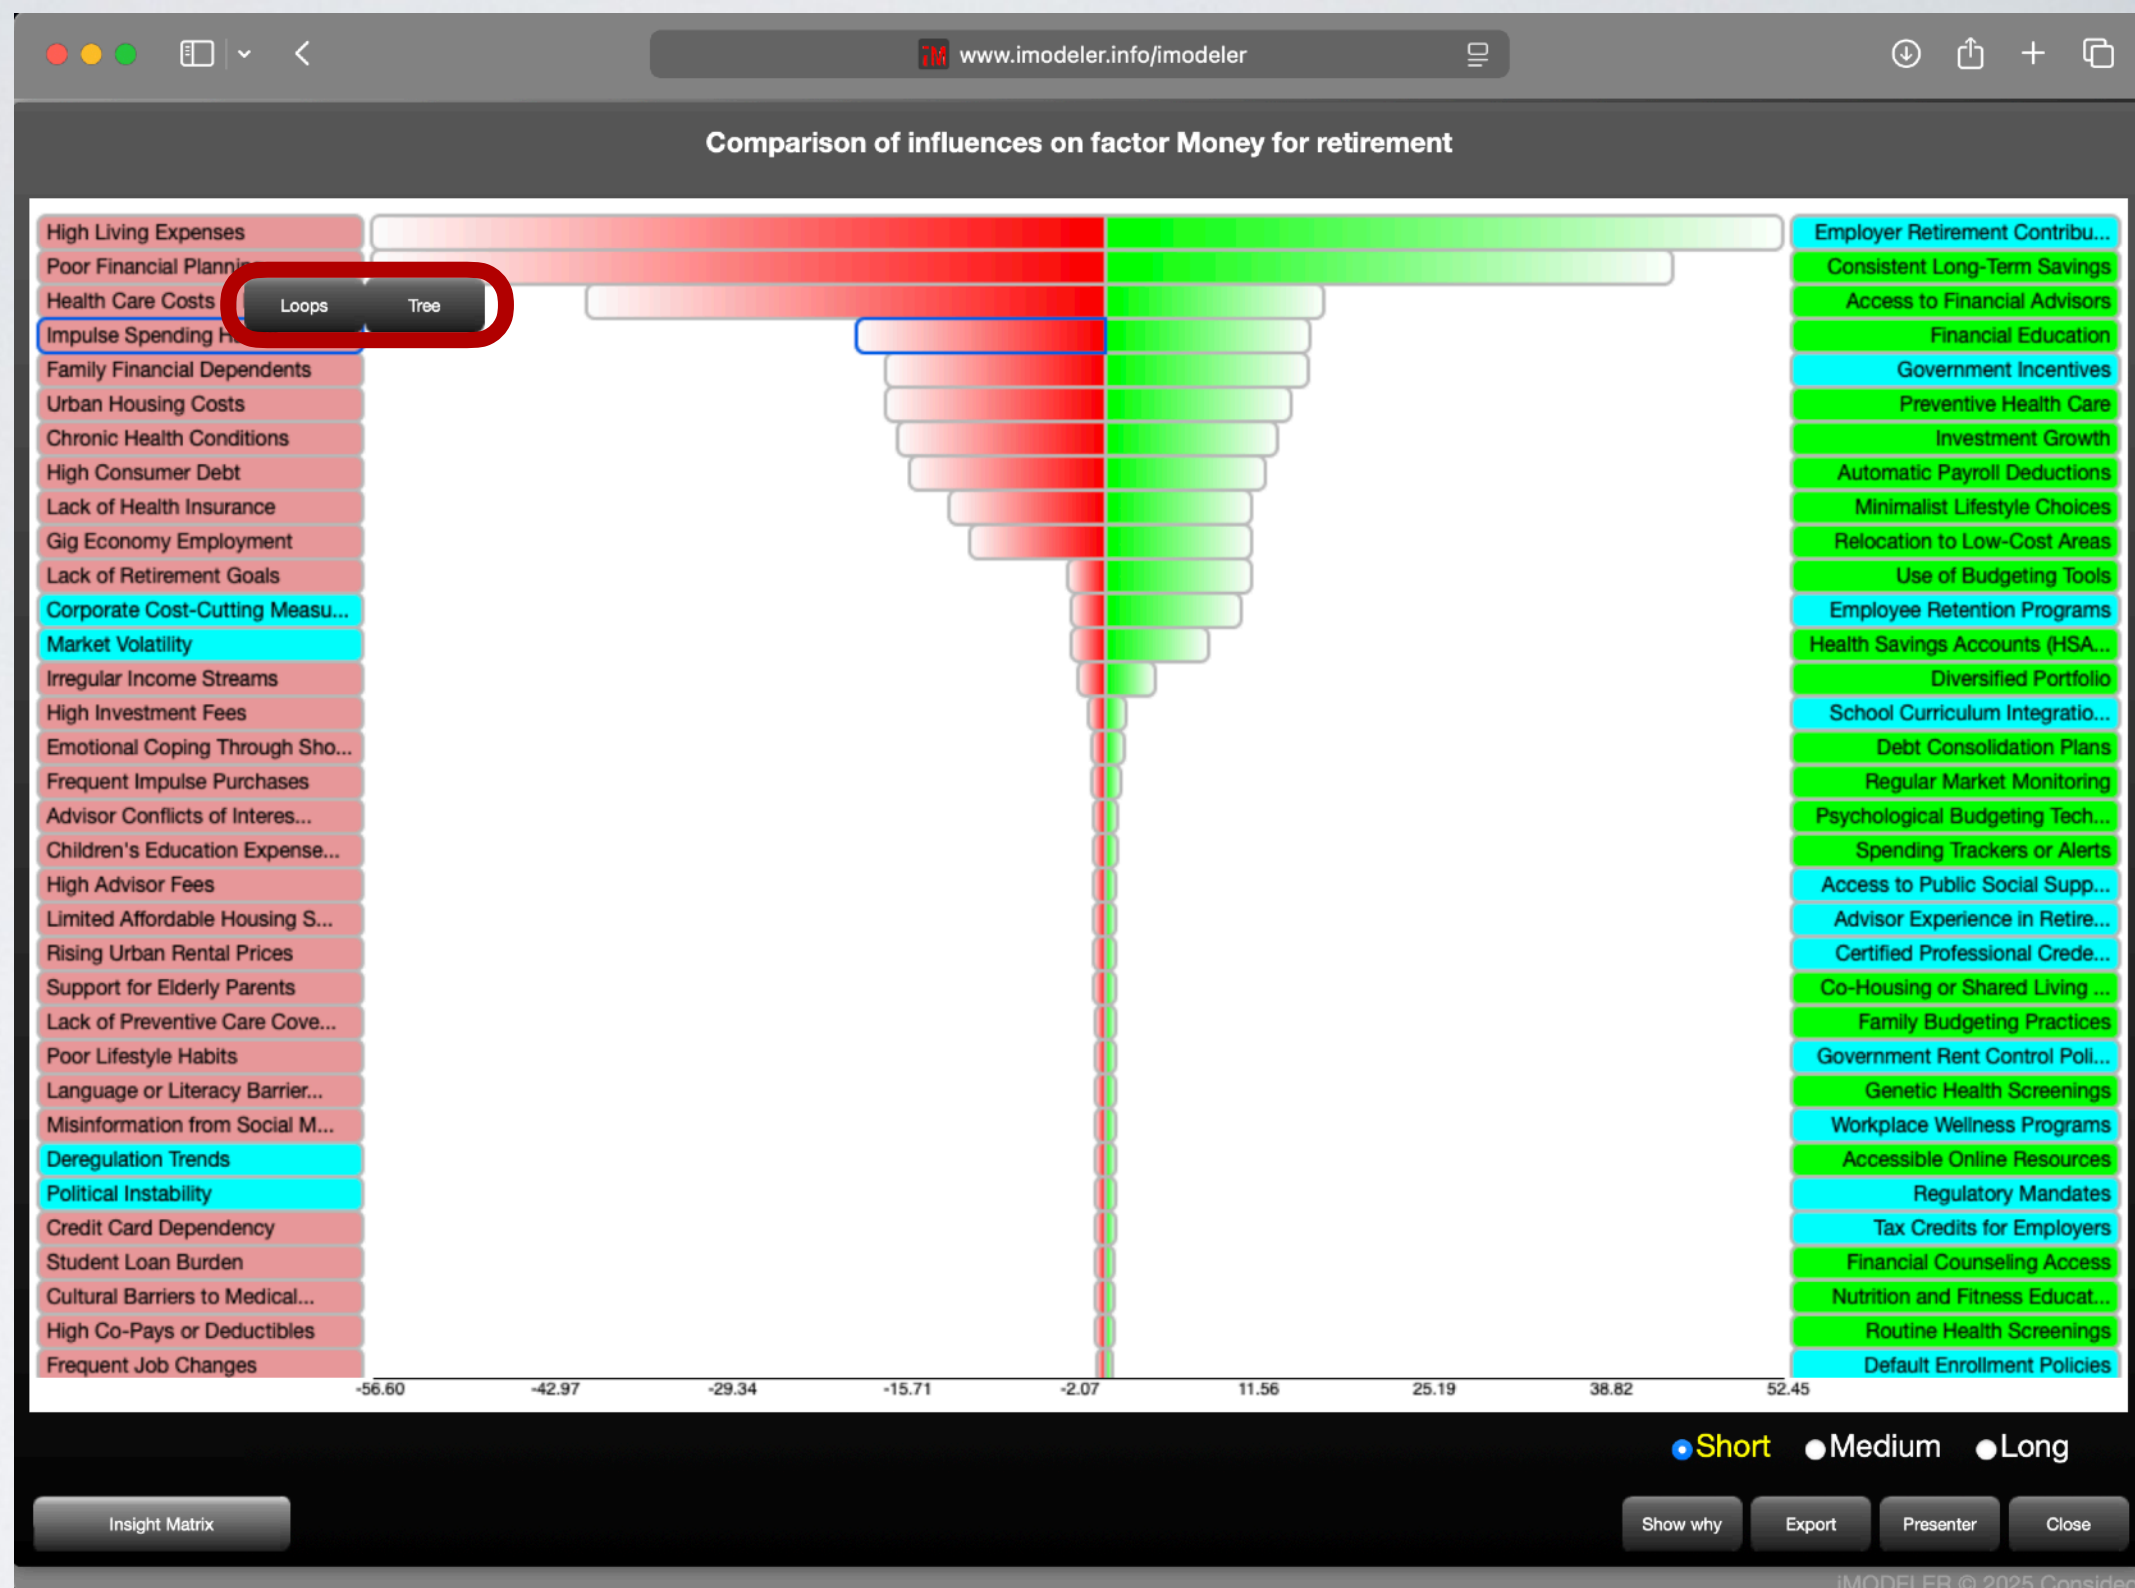 www.imodeler.info/imodeler
Comparison of influences on factor Money for retirement
High Living Expenses
Employer Retirement Contribu...
Poor Financial
Consistent Long-Term Savings
Health Care Costs
Loops
Tree
Access to Financial Advisors
Impulse Spending
Financial Education
Family Financial Dependents
Government Incentives
Urban Housing Costs
Preventive Health Care
Chronic Health Conditions
Investment Growth
High Consumer Debt
Automatic Payroll Deductions
Lack of Health Insurance
Minimalist Lifestyle Choices
Gig Economy Employment
Relocation to Low-Cost Areas
Lack of Retirement Goals
Use of Budgeting Tools
Corporate Cost-Cutting Measu...
Employee Retention Programs
Market Volatility
Health Savings Accounts (HSA...
Irregular Income Streams
Diversified Portfolio
High Investment Fees
School Curriculum Integratio...
Emotional Coping Through Sho...
Debt Consolidation Plans
Frequent Impulse Purchases
Regular Market Monitoring
Advisor Conflicts of Interes...
Psychological Budgeting Tech...
Children's Education Expense...
Spending Trackers or Alerts
High Advisor Fees
Access to Public Social Supp...
Limited Affordable Housing S...
Advisor Experience in Retire...
Rising Urban Rental Prices
Certified Professional Crede...
Support for Elderly Parents
Co-Housing or Shared Living ...
Lack of Preventive Care Cove...
Family Budgeting Practices
Poor Lifestyle Habits
Government Rent Control Poli...
Language or Literacy Barrier...
Genetic Health Screenings
Misinformation from Social M...
Workplace Wellness Programs
Deregulation Trends
Accessible Online Resources
Political Instability
Regulatory Mandates
Credit Card Dependency
Tax Credits for Employers
Student Loan Burden
Financial Counseling Access
Cultural Barriers to Medical...
Nutrition and Fitness Educat...
High Co-Pays or Deductibles
Routine Health Screenings
Frequent Job Changes
Default Enrollment Policies
-56.60 -42.97 -29.34 -15.71 -2.07 11.56 25.19 38.82 52.45
Short Medium Long
Insight Matrix
Show why Export Presenter Close
iMODELER © 2025